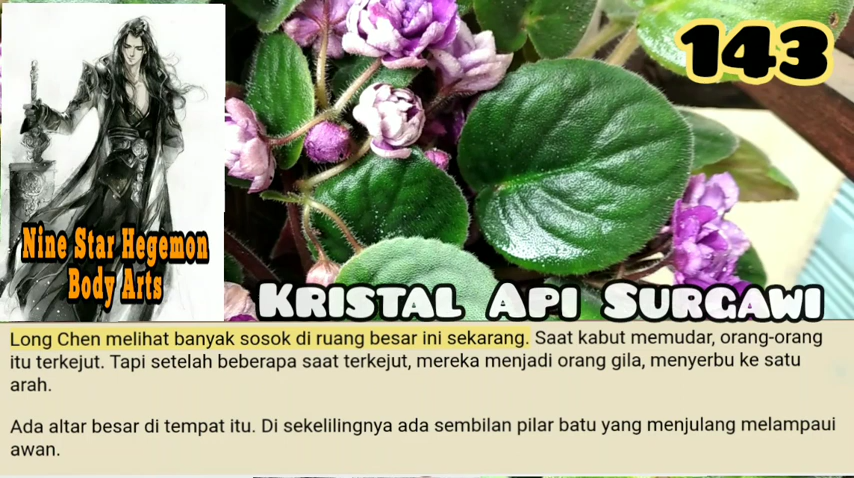 143
Nine Star Hegemon
Body Arts
Kristal Api Surgawi
Long Chen melihat banyak sosok di ruang besar ini sekarang. Saat kabut memudar, orang-orang
itu terkejut. Tapi setelah beberapa saat terkejut, mereka menjadi orang gila, menyerbu ke satu
arah.
Ada altar besar di tempat itu. Di sekelilingnya ada sembilan pilar batu yang menjulang melampaui
awan.